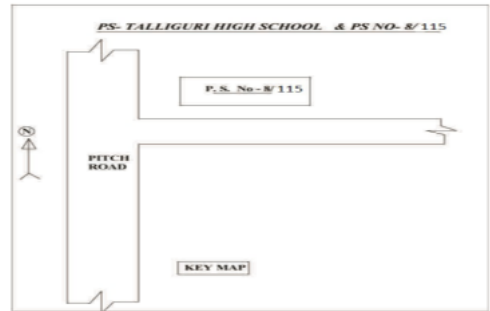 PS- TALLIGURI HIGH SCHOOL & PS NO- 8/115
P. S. No - 8/115
N
PITCH
ROAD
KEY MAP